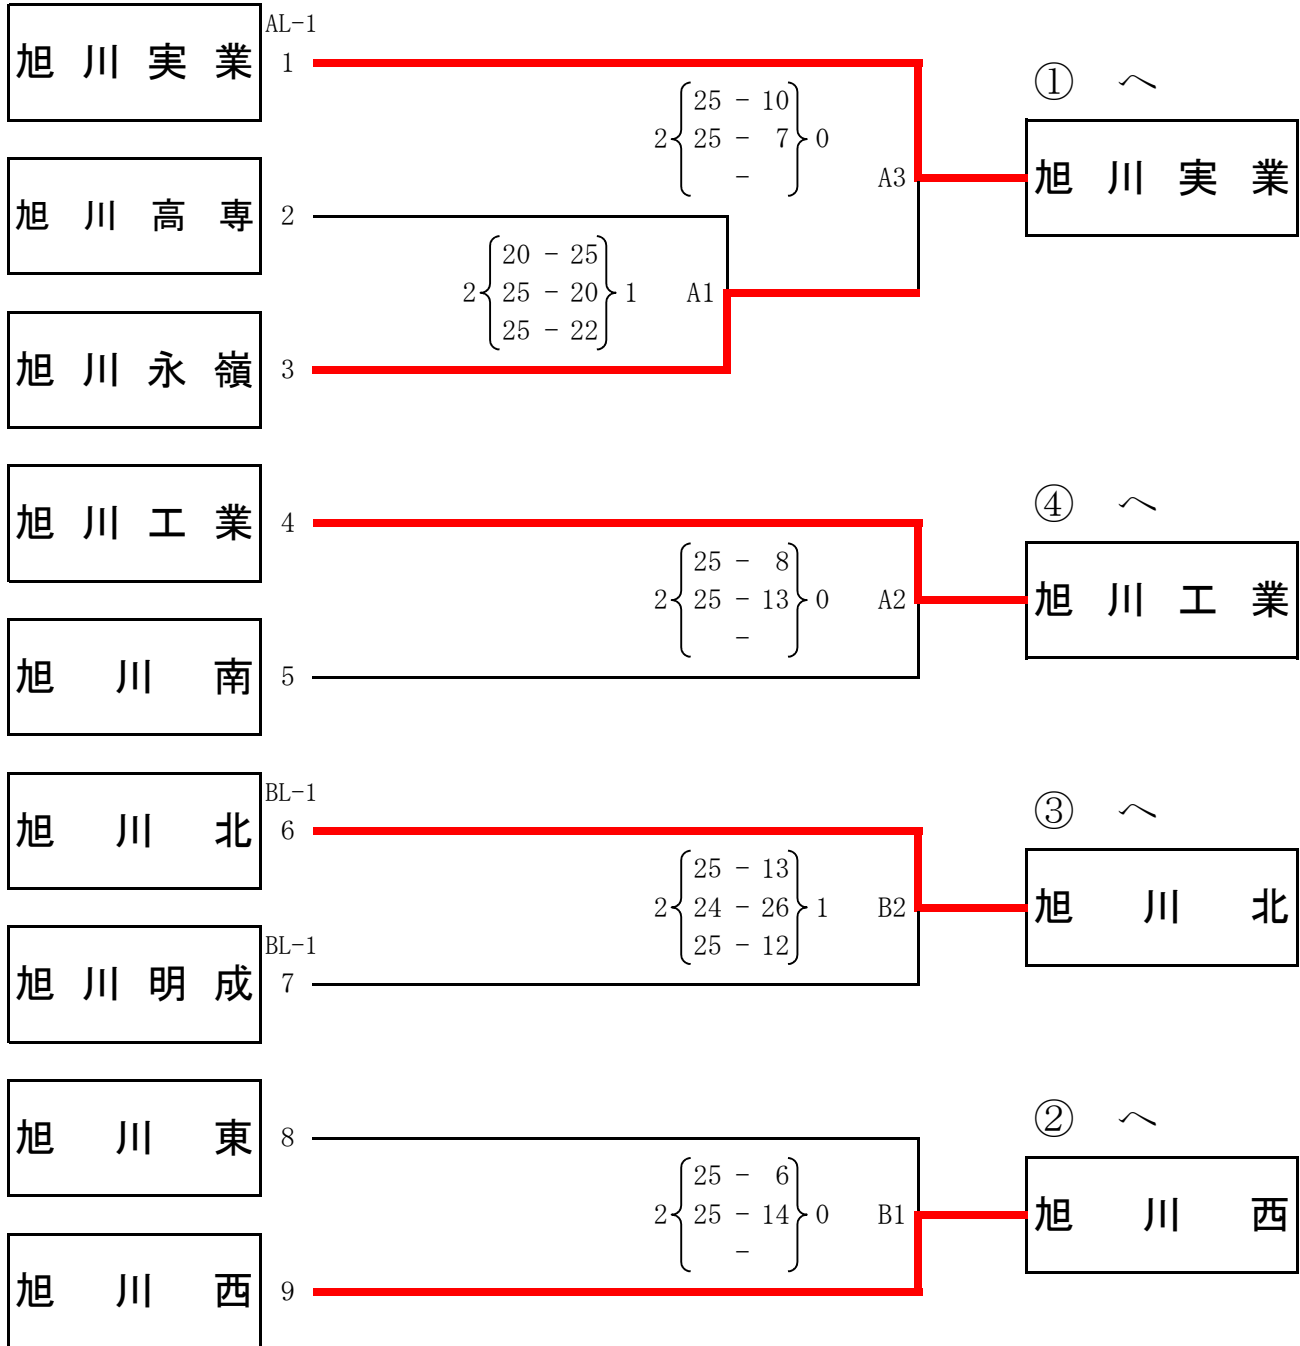 AL-1
旭川実業 1
① へ
25 - 10
2 25 - 7 0
-
A3
旭川実業
旭川高専 2
20 - 25
2 25 - 20 1
25 - 22
A1
旭川永嶺 3
旭川工業 4
④ へ
25 - 8
2 25 - 13 0
-
A2
旭川工業
旭川南 5
BL-1
旭川北 6
③ へ
25 - 13
2 24 - 26 1
25 - 12
B2
旭川北
BL-1
旭川明成 7
旭川東 8
② へ
25 - 6
2 25 - 14 0
-
B1
旭川西
旭川西 9